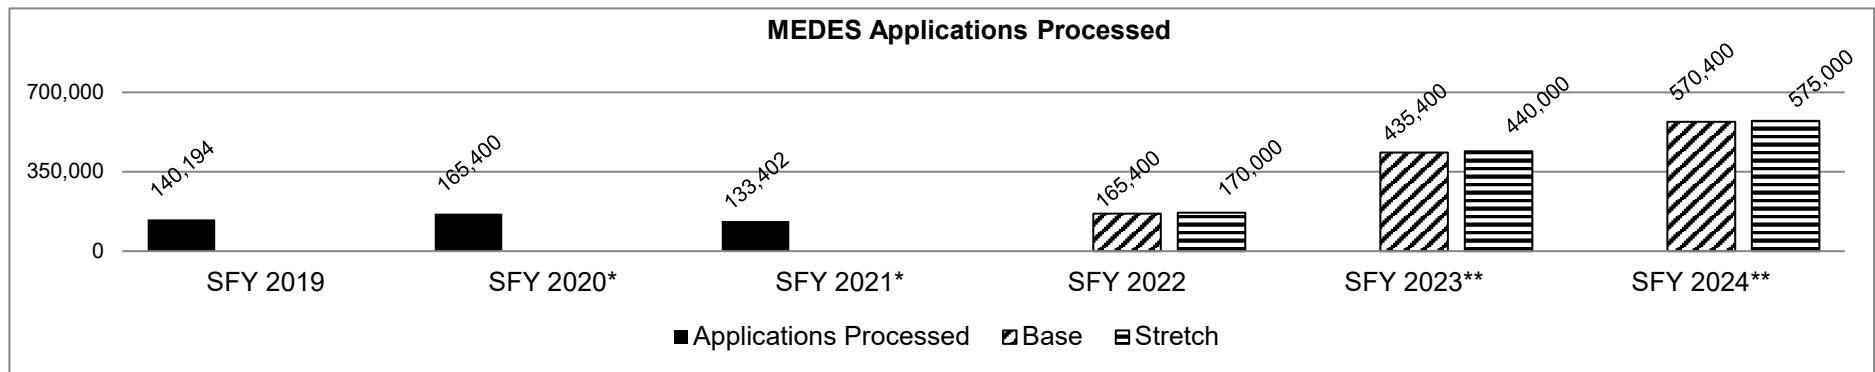 MEDES Applications Processed
700,000
350,000
0
140,194
165,400
133,402
165,400
170,000
435,400
440,000
570,400
575,000
SFY 2019
SFY 2020*
SFY 2021*
SFY 2022
SFY 2023**
SFY 2024**
Applications Processed
Base
Stretch